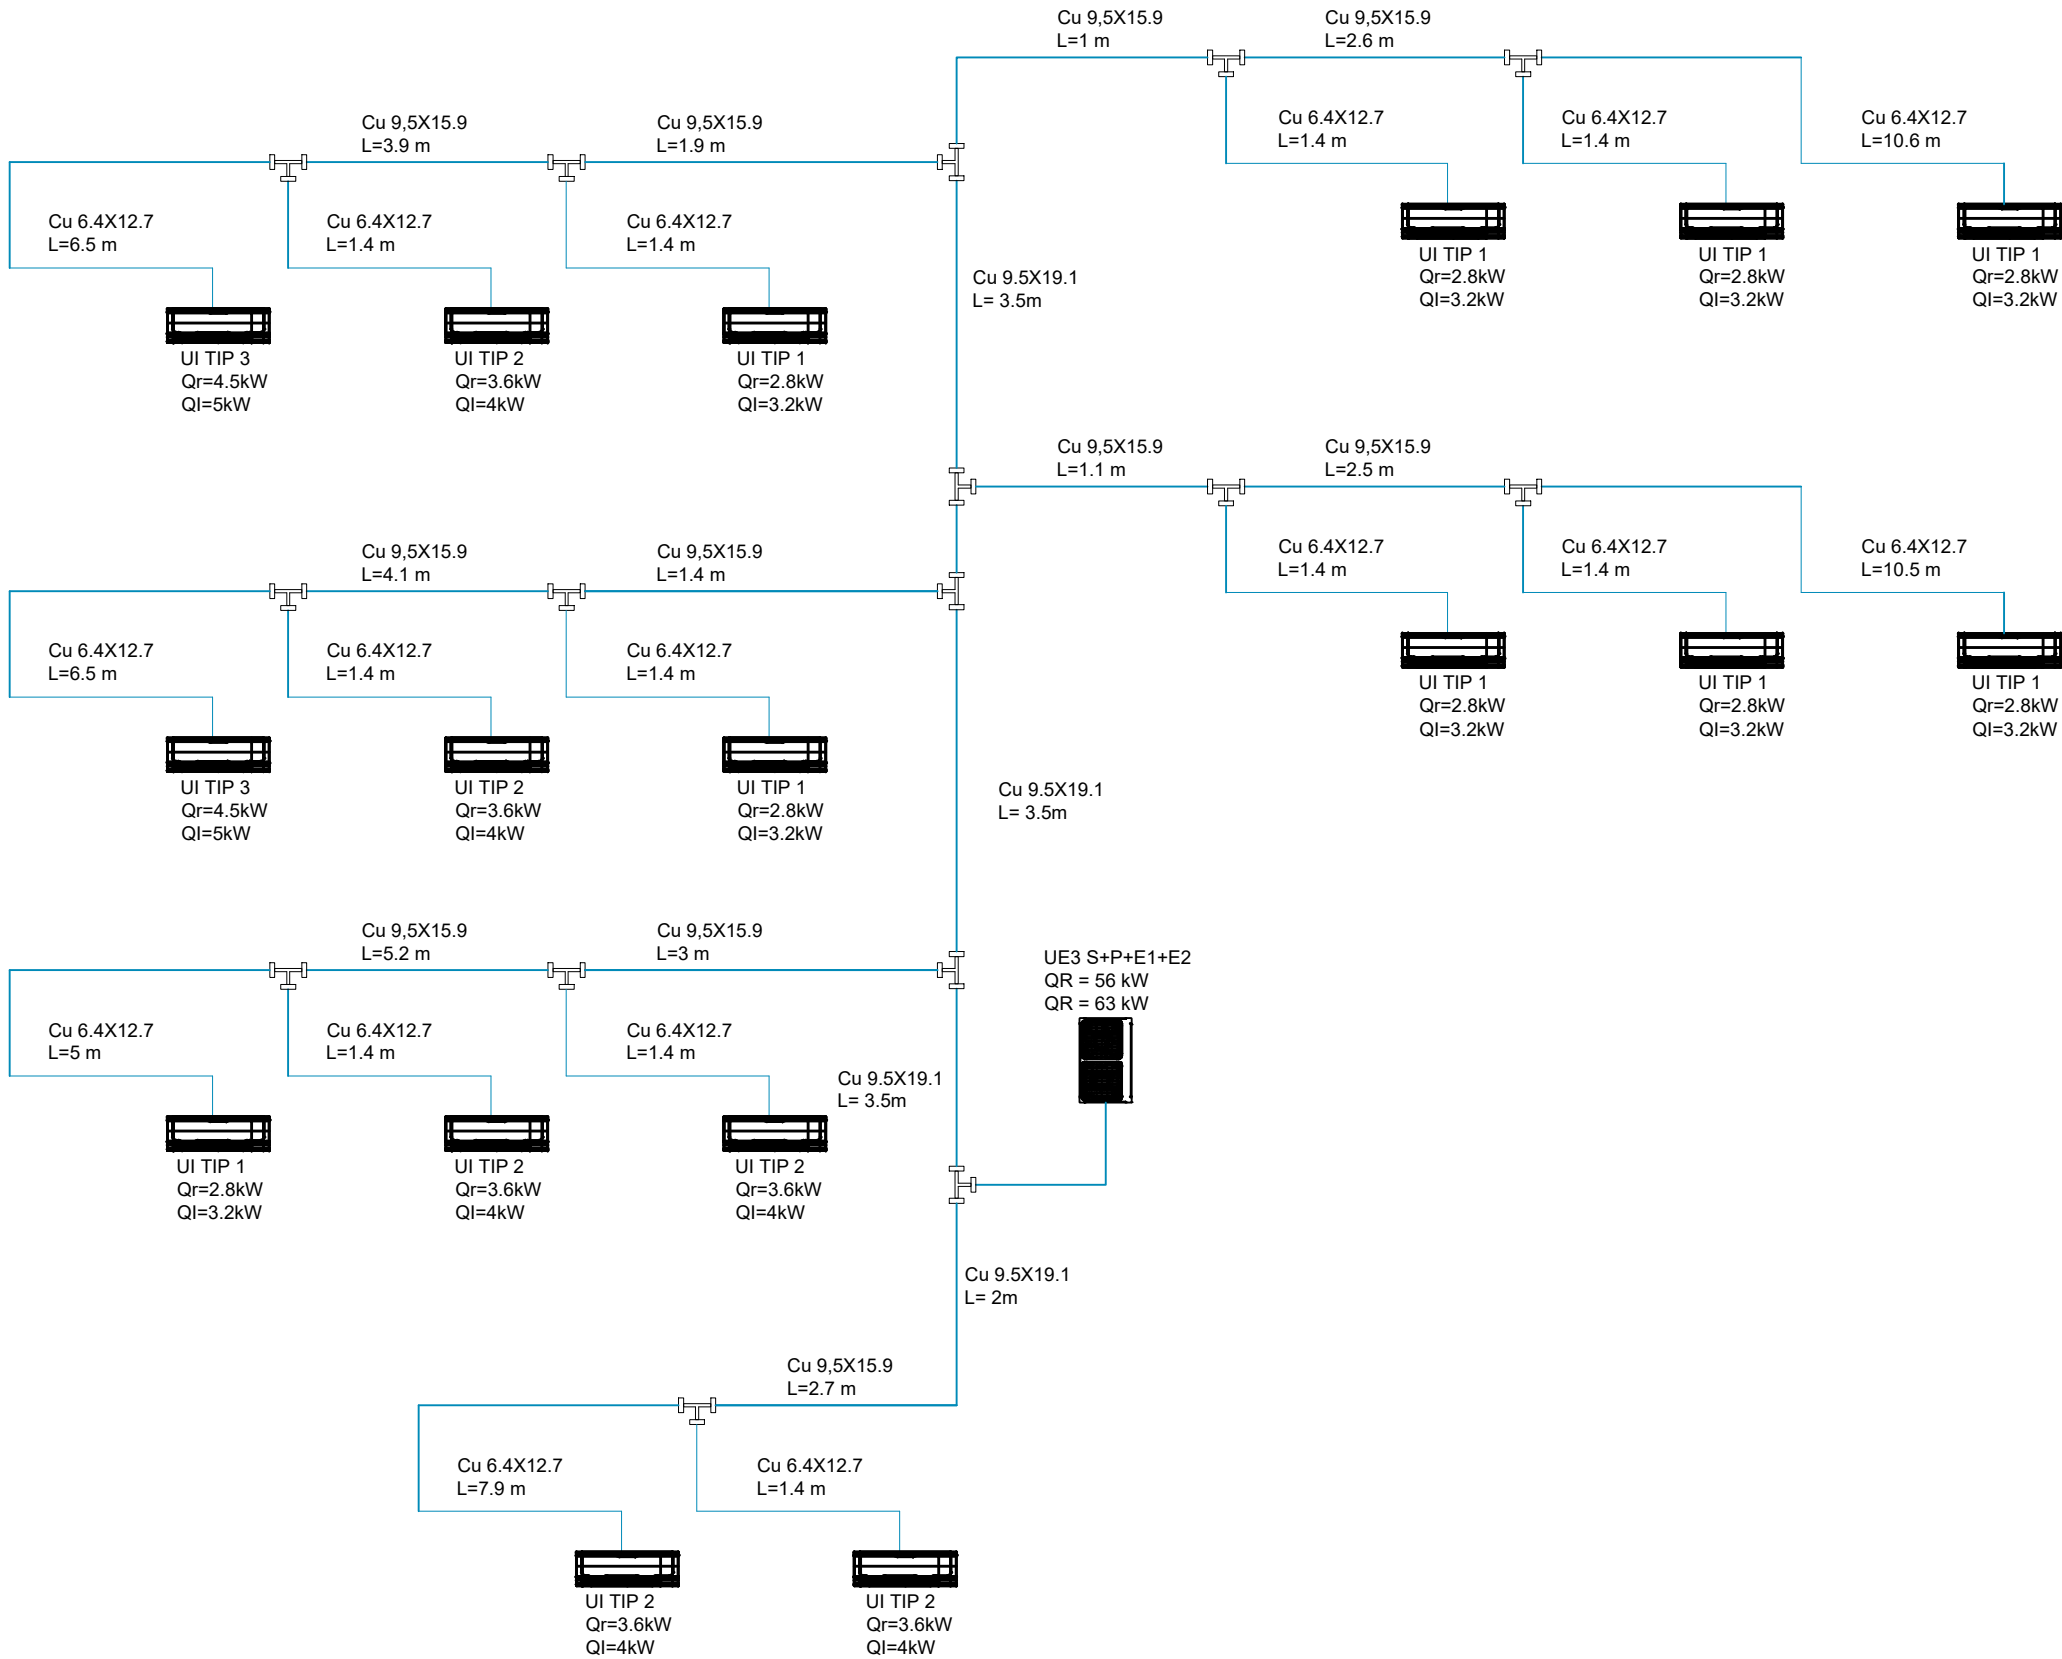 Cu 9,5X15.9
L=1 m
Cu 9,5X15.9
L=2.6 m
Cu 6.4X12.7
L=1.4 m
Cu 6.4X12.7
L=1.4 m
Cu 6.4X12.7
L=10.6 m
UI TIP 1
Qr=2.8kW
QI=3.2kW
UI TIP 1
Qr=2.8kW
QI=3.2kW
UI TIP 1
Qr=2.8kW
QI=3.2kW
Cu 9,5X15.9
L=3.9 m
Cu 9,5X15.9
L=1.9 m
Cu 6.4X12.7
L=6.5 m
Cu 6.4X12.7
L=1.4 m
Cu 6.4X12.7
L=1.4 m
UI TIP 3
Qr=4.5kW
QI=5kW
UI TIP 2
Qr=3.6kW
QI=4kW
UI TIP 1
Qr=2.8kW
QI=3.2kW
Cu 9.5X19.1
L= 3.5m
Cu 9,5X15.9
L=1.1 m
Cu 9,5X15.9
L=2.5 m
Cu 6.4X12.7
L=1.4 m
Cu 6.4X12.7
L=1.4 m
Cu 6.4X12.7
L=10.5 m
UI TIP 1
Qr=2.8kW
QI=3.2kW
UI TIP 1
Qr=2.8kW
QI=3.2kW
UI TIP 1
Qr=2.8kW
QI=3.2kW
Cu 9,5X15.9
L=4.1 m
Cu 9,5X15.9
L=1.4 m
Cu 6.4X12.7
L=6.5 m
Cu 6.4X12.7
L=1.4 m
Cu 6.4X12.7
L=1.4 m
UI TIP 3
Qr=4.5kW
QI=5kW
UI TIP 2
Qr=3.6kW
QI=4kW
UI TIP 1
Qr=2.8kW
QI=3.2kW
Cu 9.5X19.1
L= 3.5m
Cu 9,5X15.9
L=5.2 m
Cu 9,5X15.9
L=3 m
Cu 6.4X12.7
L=5 m
Cu 6.4X12.7
L=1.4 m
Cu 6.4X12.7
L=1.4 m
UI TIP 1
Qr=2.8kW
QI=3.2kW
UI TIP 2
Qr=3.6kW
QI=4kW
UI TIP 2
Qr=3.6kW
QI=4kW
Cu 9.5X19.1
L= 3.5m
UE3 S+P+E1+E2
QR = 56 kW
QR = 63 kW
Cu 9.5X19.1
L= 2m
Cu 9,5X15.9
L=2.7 m
Cu 6.4X12.7
L=7.9 m
Cu 6.4X12.7
L=1.4 m
UI TIP 2
Qr=3.6kW
QI=4kW
UI TIP 2
Qr=3.6kW
QI=4kW